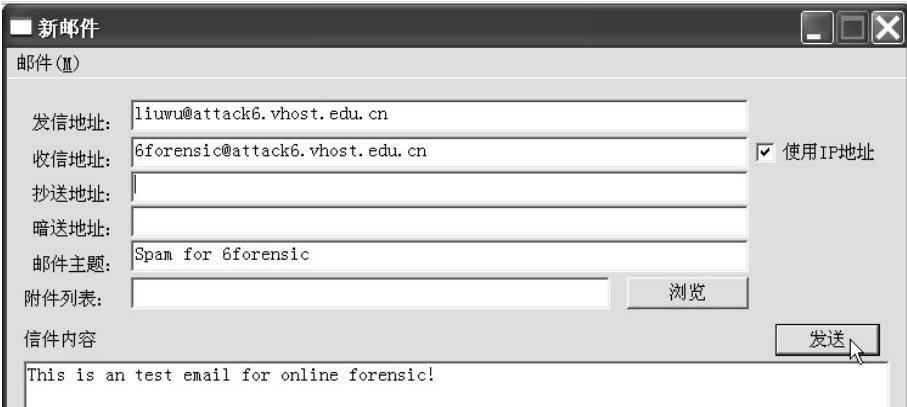 新邮件
邮件(M)
发信地址: liuwu@attack6.vhost.edu.cn
收信地址: 6forensic@attack6.vhost.edu.cn 使用IP地址
抄送地址:
暗送地址:
邮件主题: Spam for 6forensic
附件列表: 浏览
信件内容 发送
This is an test email for online forensic!